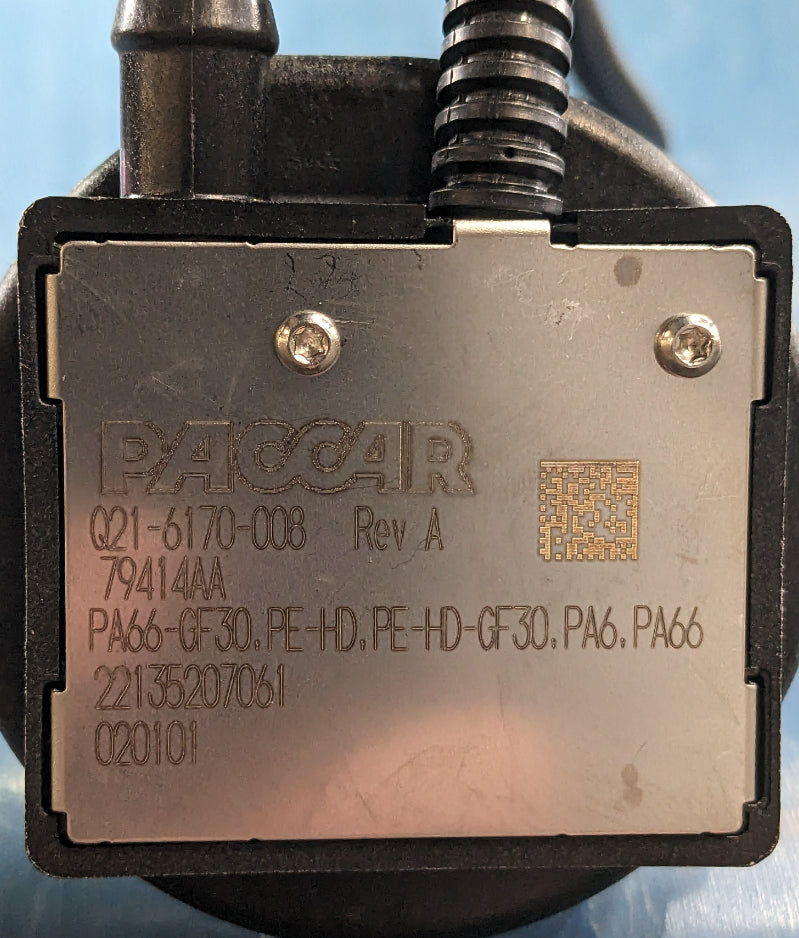 PACCAR
Q21-6170-008 Rev A
79414AA
PA66-GF30,PE-HD,PE-HD-GF30,PA6,PA66
22135207061
020101